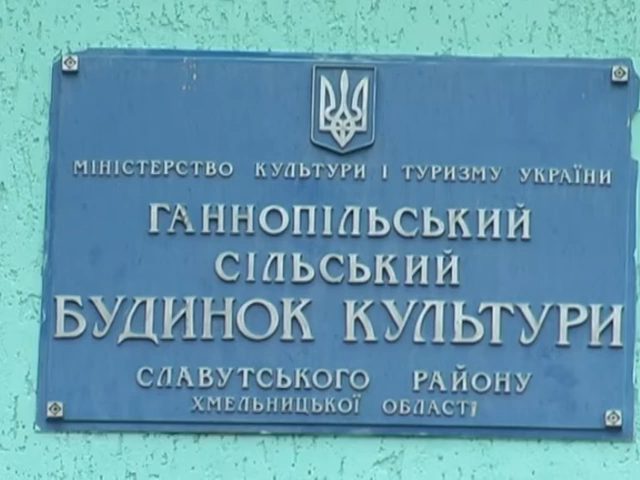 МІНІСТЕРСТВО КУЛЬТУРИ І ТУРИЗМУ УКРАЇНИ
ГАННОПІЛЬСЬКИЙ
СІЛЬСЬКИЙ
БУДИНОК КУЛЬТУРИ
СЛАВУТСЬКОГО РАЙОНУ
ХМЕЛЬНИЦЬКОЇ ОБЛАСТІ